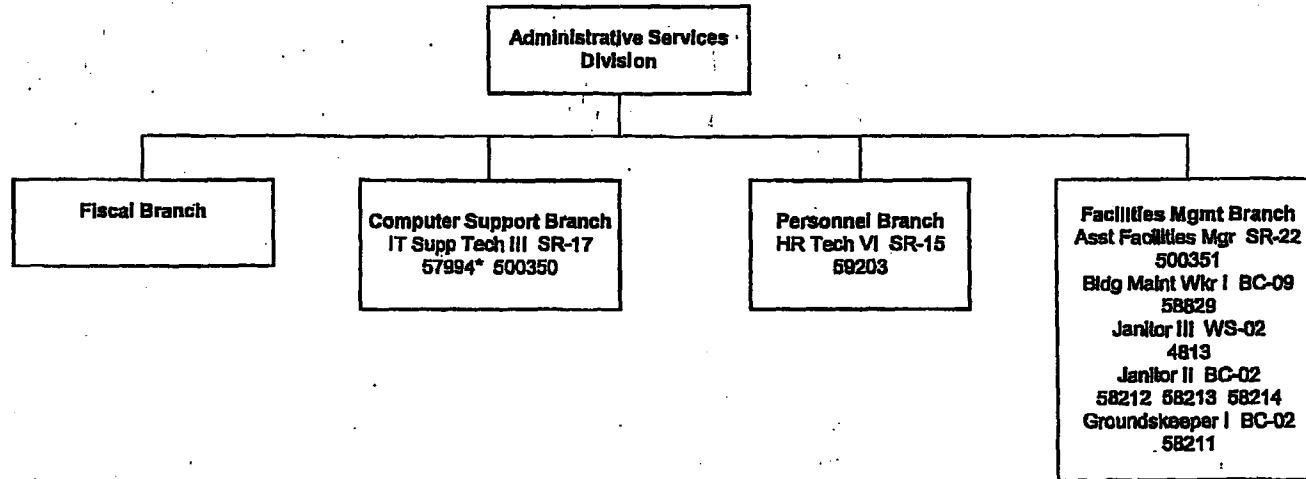 Administrative Services
Division
Fiscal Branch
Computer Support Branch
IT Supp Tech III SR-17
57994* 500350
Personnel Branch
HR Tech VI SR-15
59203
Facilities Mgmt Branch
Asst Facilities Mgr SR-22
500351
Bldg Maint Wkr I BC-09
58829
Janitor III WS-02
4813
Janitor II BC-02
58212 58213 58214
Groundskeeper I BC-02
58211